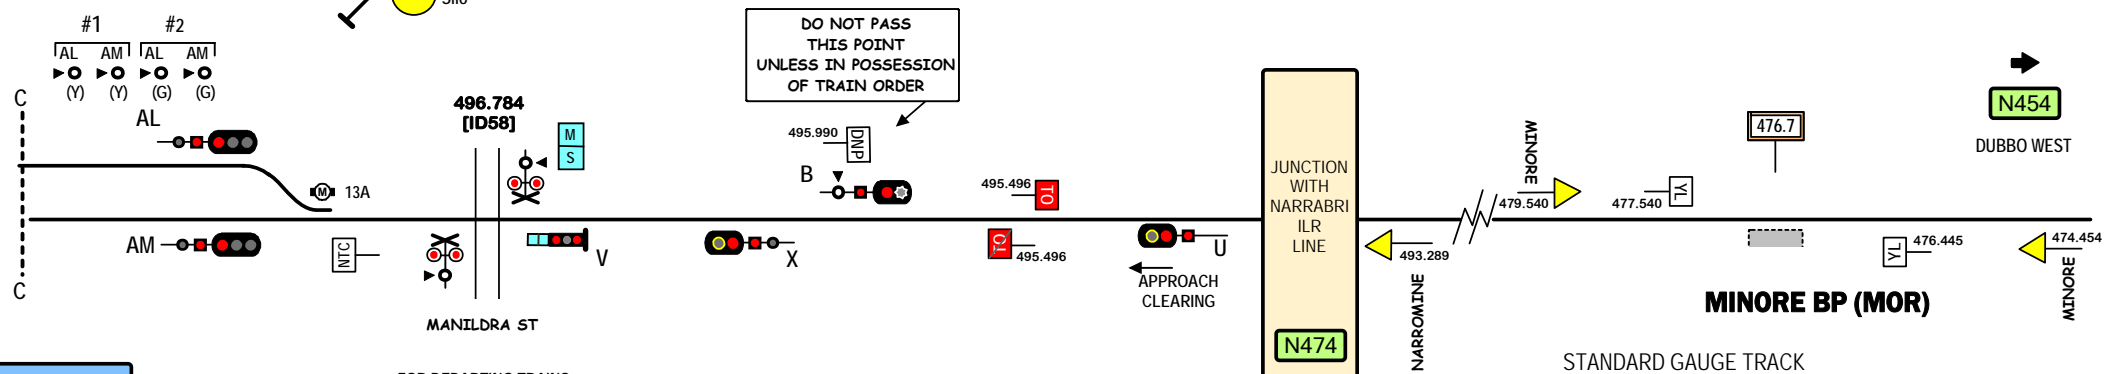 Silo
#1 #2
AL AM AL AM
(Y) (Y) (G) (G)
C
AL
13A
M
496.784
[ID58]
M
S
DO NOT PASS
THIS POINT
UNLESS IN POSSESSION
OF TRAIN ORDER
495.990
DNP
B
495.496
TO
JUNCTION
WITH
NARRABRI
ILR
LINE
N474
MINORE
479.540
477.540
YL
476.7
N454
DUBBO WEST
C
AM
NTC
V
X
TO
495.496
U
APPROACH
CLEARING
493.289
NARROMINE
YL
476.445
474.454
MINORE
MANILDRA ST
MINORE BP (MOR)
STANDARD GAUGE TRACK
FOR DEPARTING TRAINS